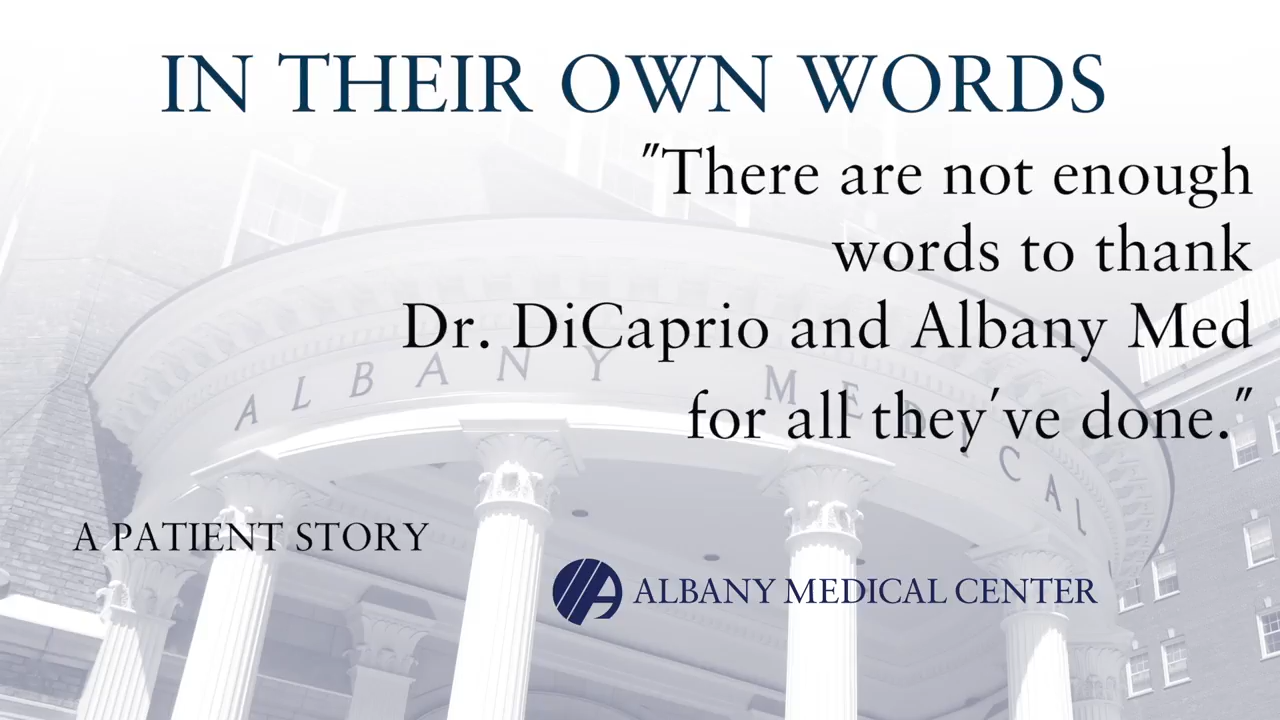 IN THEIR OWN WORDS
"There are not enough
words to thank
Dr. DiCaprio and Albany Med
for all they've done."
ALBANY MEDICAL
A PATIENT STORY
ALBANY MEDICAL CENTER